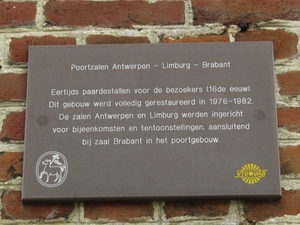 Poortzalen Antwerpen - Limburg - Brabant
Eertijds paardestallen voor de bezoekers (16de eeuw)
Dit gebouw werd volledig gerestaureerd in 1976-1982.
De zalen Antwerpen en Limburg werden ingericht
voor bijeenkomsten en tentoonstellingen, aansluitend
bij zaal Brabant in het poortgebouw.